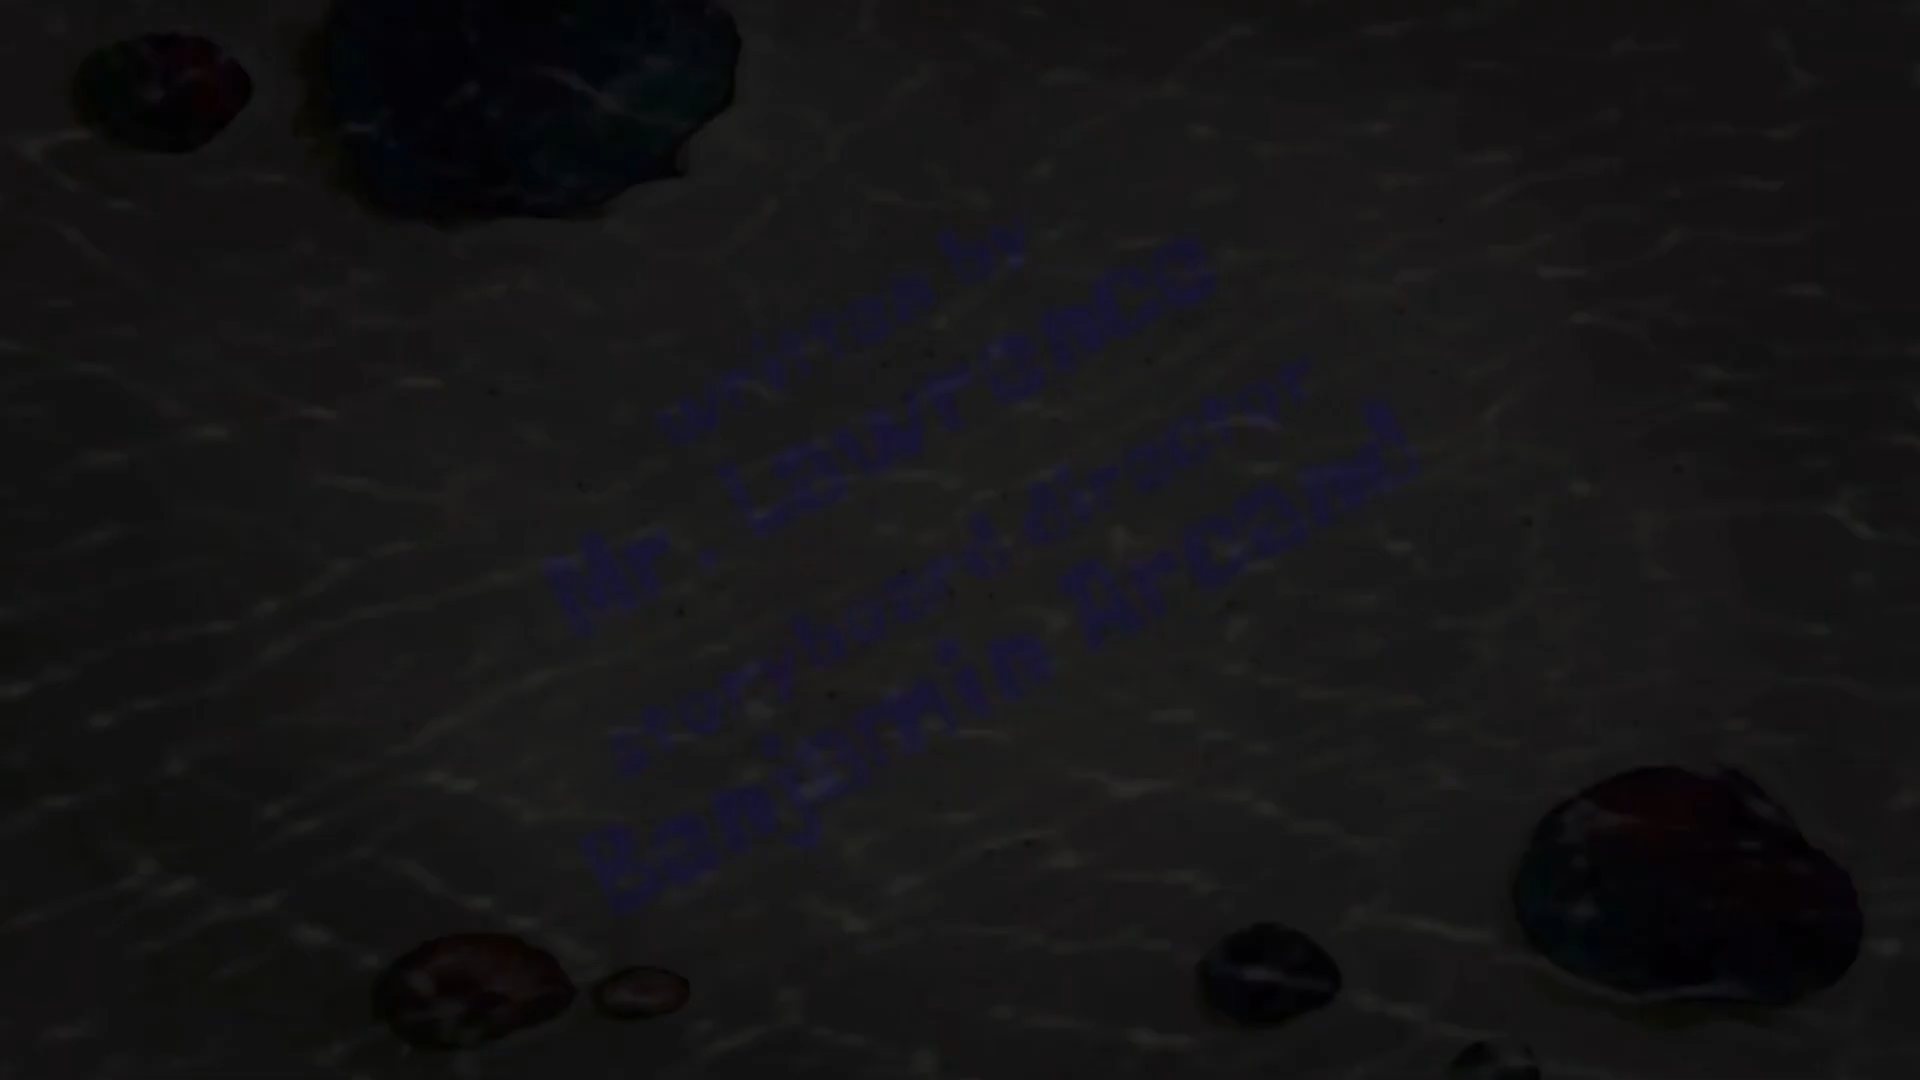 written by
Mr. Lawrence
storyboard director
Benjamin Arcand